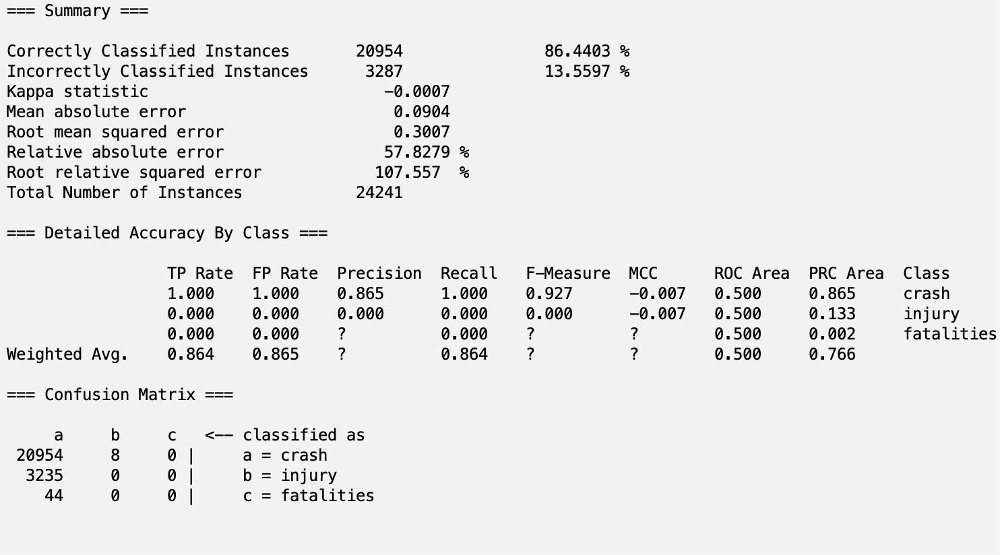 === Summary ===
Correctly Classified Instances 20954 86.4403 %
Incorrectly Classified Instances 3287 13.5597 %
Kappa statistic -0.0007
Mean absolute error 0.0904
Root mean squared error 0.3007
Relative absolute error 57.8279 %
Root relative squared error 107.557 %
Total Number of Instances 24241
=== Detailed Accuracy By Class ===
TP Rate FP Rate Precision Recall F-Measure MCC ROC Area PRC Area Class
1.000 1.000 0.865 1.000 0.927 -0.007 0.500 0.865 crash
0.000 0.000 0.000 0.000 0.000 -0.007 0.500 0.133 injury
0.000 0.000 ? 0.000 ? ? 0.500 0.002 fatalities
Weighted Avg. 0.864 0.865 ? 0.864 ? ? 0.500 0.766
=== Confusion Matrix ===
a b c <-- classified as
20954 8 0 | a = crash
3235 0 0 | b = injury
44 0 0 | c = fatalities